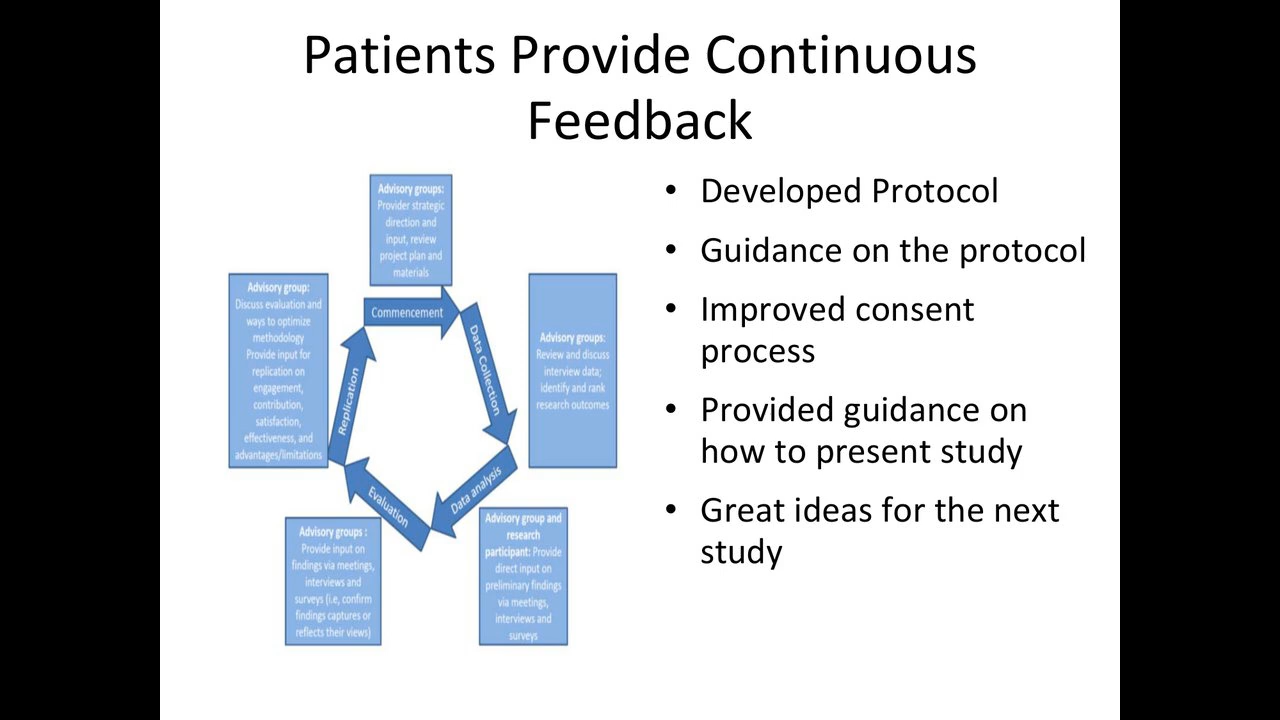 Patients Provide Continuous
Feedback
Advisory groups:
Provider strategic
direction and
input, review
project plan and
materials
Commencement
Data Collection
Advisory groups:
Review and discuss
interview data;
identify and rank
research outcomes
Data analysis
Advisory group and
research
participant: Provide
direct input on
preliminary findings
via meetings,
interviews and
surveys
Evaluation
Advisory groups :
Provide input on
findings via meetings,
interviews and
surveys (i.e, confirm
findings captures or
reflects their views)
Replication
Advisory group:
Discuss evaluation and
ways to optimize
methodology
Provide input for
replication on
engagement,
contribution,
satisfaction,
effectiveness, and
advantages/limitations
• Developed Protocol
• Guidance on the protocol
• Improved consent
process
• Provided guidance on
how to present study
• Great ideas for the next
study